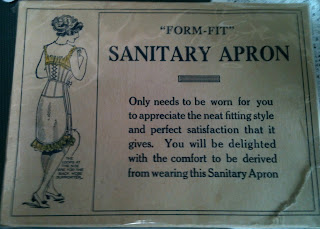 "FORM-FIT"
SANITARY APRON
Only needs to be worn for you
to appreciate the neat fitting style
and perfect satisfaction that it
gives. You will be delighted
with the comfort to be derived
from wearing this Sanitary Apron